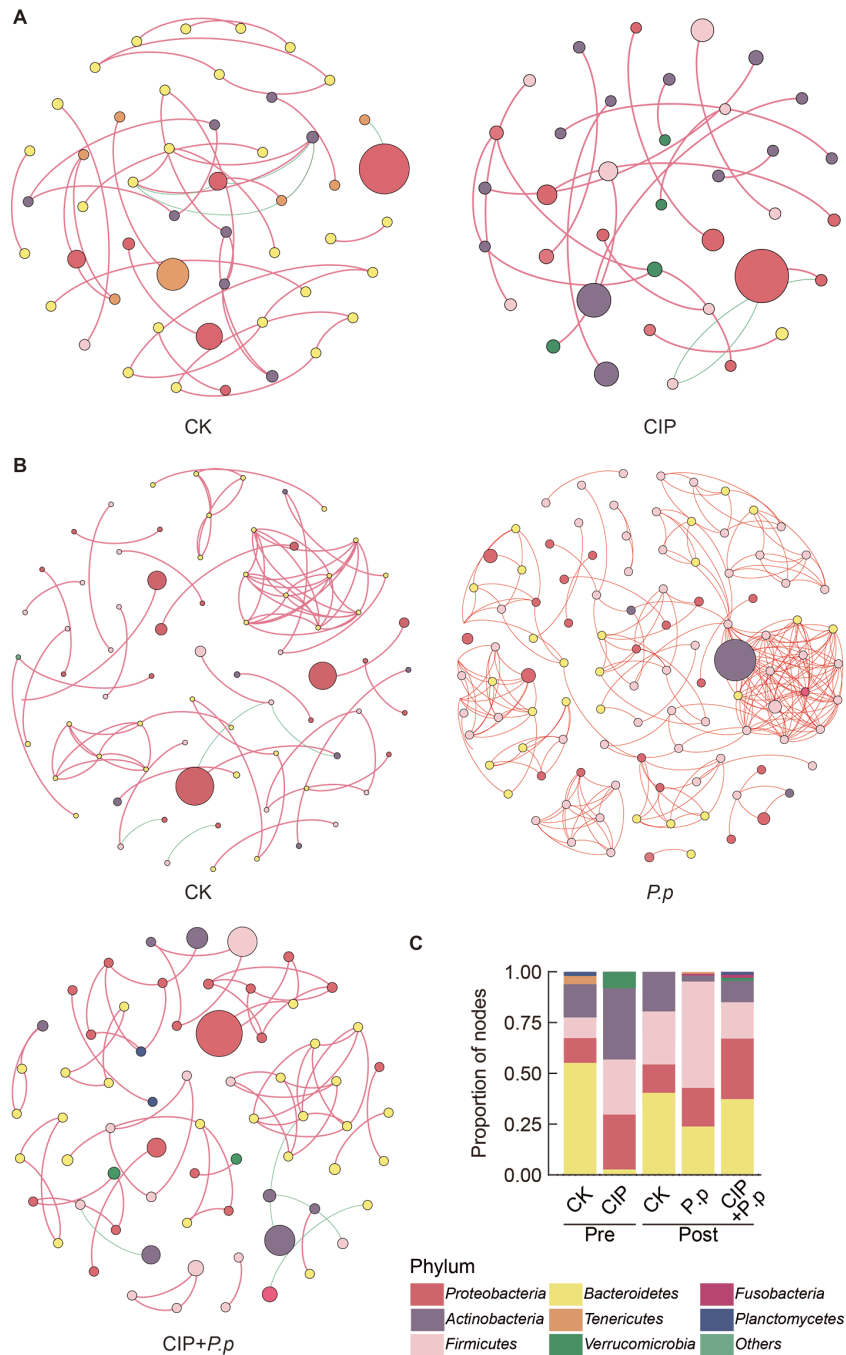 A
CK
CIP
B
CK
P.p
CIP+P.p
C
Proportion of nodes
1.00
0.75
0.50
0.25
0.00
CK
CIP
CK
P.p
CIP
+P.p
Pre
Post
Phylum
Proteobacteria
Bacteroidetes
Fusobacteria
Actinobacteria
Tenericutes
Planctomycetes
Firmicutes
Verrucomicrobia
Others